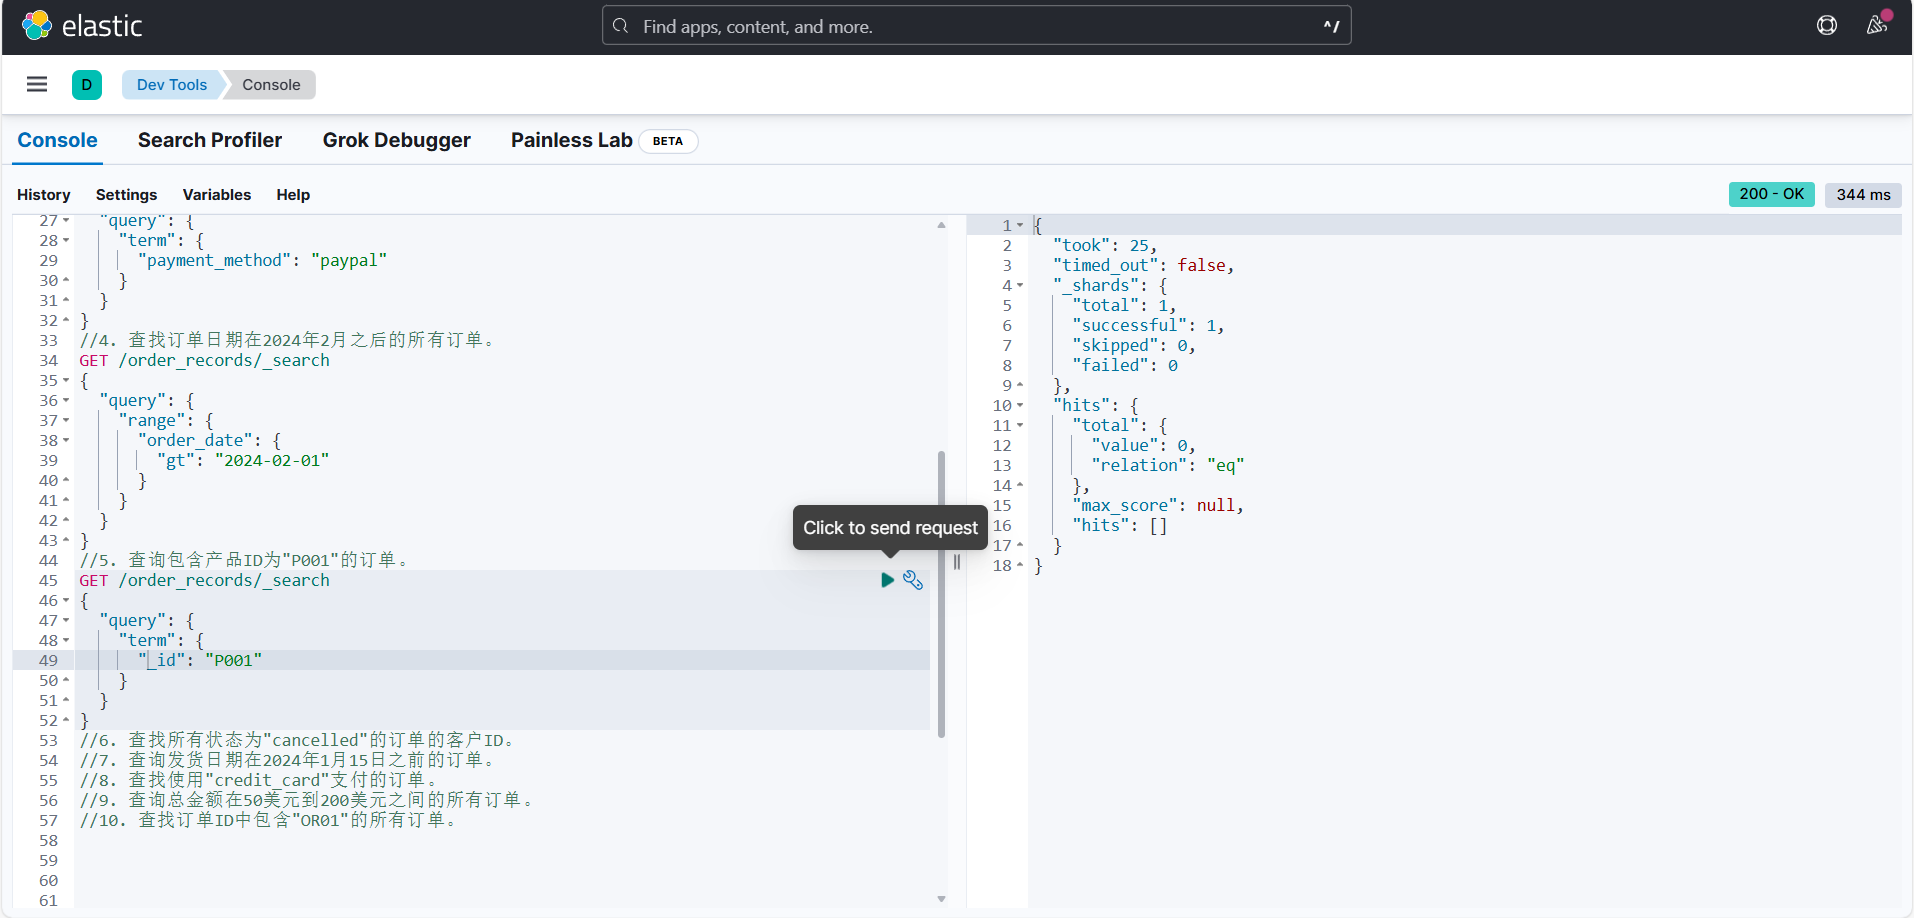 elastic
Find apps, content, and more.
^/
D
Dev Tools
Console
Console
Search Profiler
Grok Debugger
Painless Lab
BETA
History
Settings
Variables
Help
200 - OK
344 ms
27 "query": {
28 "term": {
29 "payment_method": "paypal"
30 }
31 }
32 }
33 //4. 查找订单日期在2024年2月之后的所有订单。
34 GET /order_records/_search
35 {
36 "query": {
37 "range": {
38 "order_date": {
39 "gt": "2024-02-01"
40 }
41 }
42 }
43 }
44 //5. 查询包含产品ID为"P001"的订单。
45 GET /order_records/_search
46 {
47 "query": {
48 "term": {
49 "_id": "P001"
50 }
51 }
52 }
53 //6. 查找所有状态为"cancelled"的订单的客户ID。
54 //7. 查询发货日期在2024年1月15日之前的订单。
55 //8. 查找使用"credit_card"支付的订单。
56 //9. 查询总金额在50美元到200美元之间的所有订单。
57 //10. 查找订单ID中包含"OR01"的所有订单。
58
59
60
61
Click to send request
1 {
2 "took": 25,
3 "timed_out": false,
4 "_shards": {
5 "total": 1,
6 "successful": 1,
7 "skipped": 0,
8 "failed": 0
9 },
10 "hits": {
11 "total": {
12 "value": 0,
13 "relation": "eq"
14 },
15 "max_score": null,
16 "hits": []
17 }
18 }